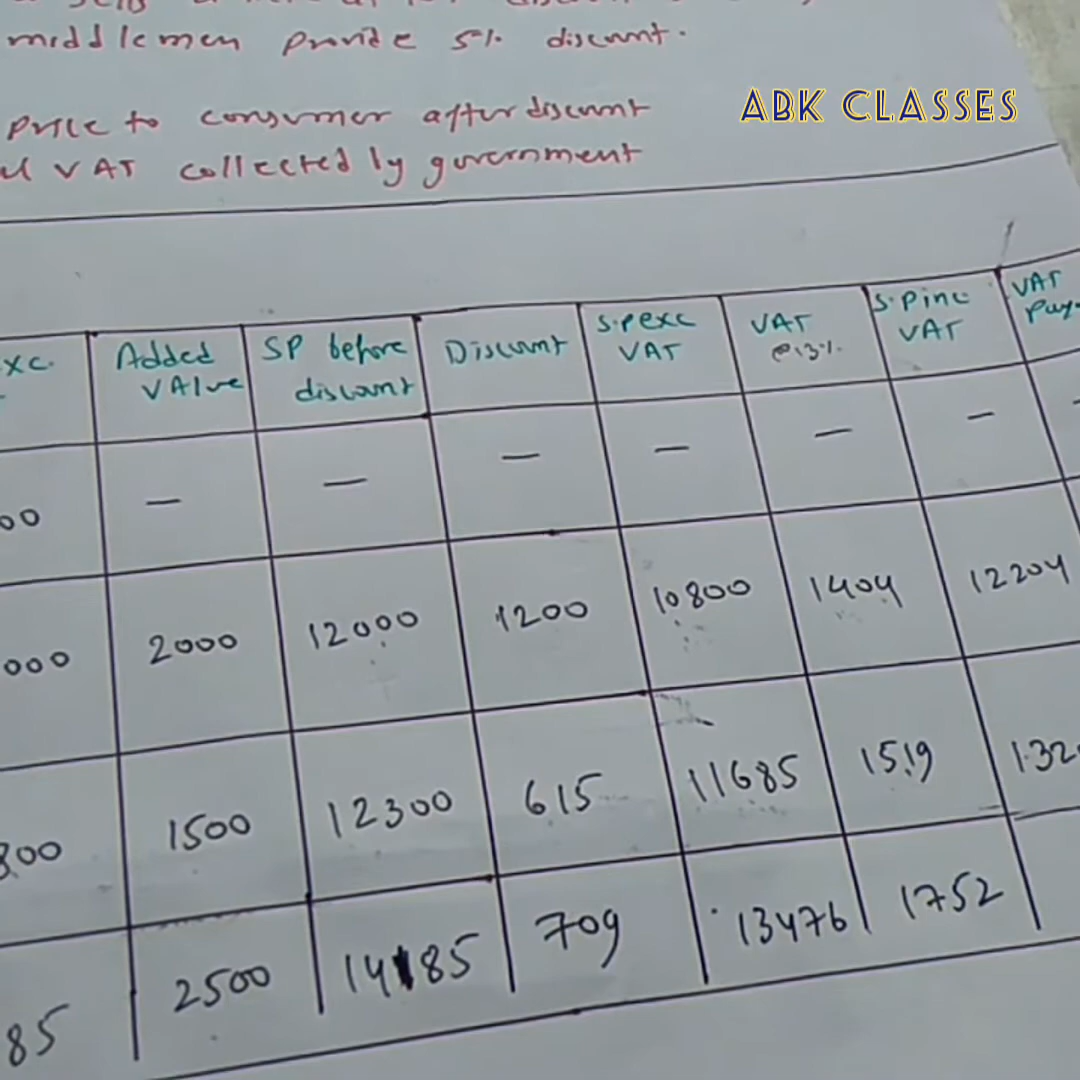 middlemen provide 5% discount.
ABK CLASSES
price to consumer after discount
VAT collected by government
Added VAlue
SP before discount
Discount
S.P exc VAT
VAT @13%
S.P inc VAT
VAT
— — — — — —
2000 12000 1200 10800 1404 12204
1500 12300 615 11685 1519
85 2500 14185 709 13476 1752